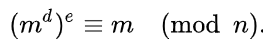 (m^d)^e ≡ m (mod n).